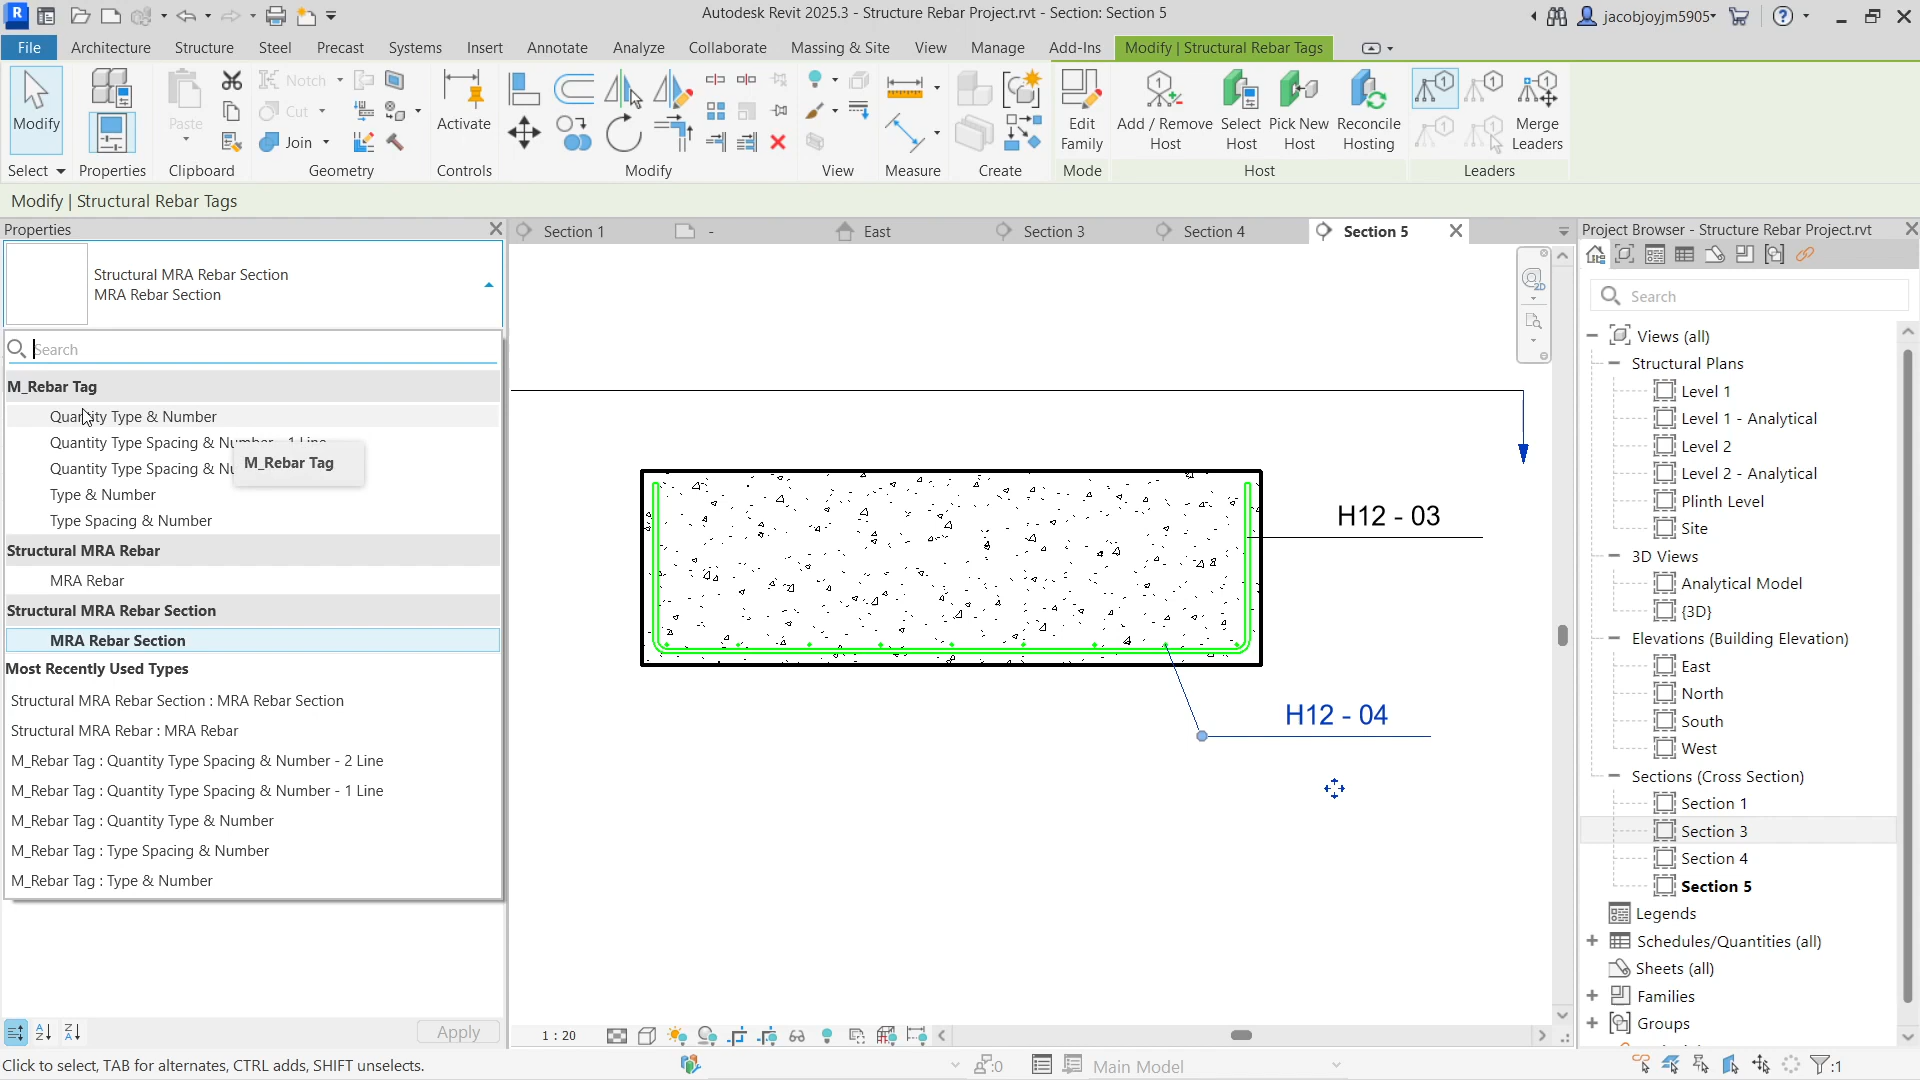 Autodesk Revit 2025.3 - Structure Rebar Project.rvt - Section: Section 5
jacobjoyjm5905
File Architecture Structure Steel Precast Systems Insert Annotate Analyze Collaborate Massing & Site View Manage Add-Ins Modify | Structural Rebar Tags
Modify
Paste
Notch
Cut
Join
Activate
Edit Family
Add / Remove Host
Select Host
Pick New Host
Reconcile Hosting
Merge Leaders
Select Properties Clipboard Geometry Controls Modify View Measure Create Mode Host Leaders
Modify | Structural Rebar Tags
Properties
Structural MRA Rebar Section
MRA Rebar Section
Search
M_Rebar Tag
Quantity Type & Number
Quantity Type Spacing & Number - 1 Line
Quantity Type Spacing & Nu
M_Rebar Tag
Type & Number
Type Spacing & Number
Structural MRA Rebar
MRA Rebar
Structural MRA Rebar Section
MRA Rebar Section
Most Recently Used Types
Structural MRA Rebar Section : MRA Rebar Section
Structural MRA Rebar : MRA Rebar
M_Rebar Tag : Quantity Type Spacing & Number - 2 Line
M_Rebar Tag : Quantity Type Spacing & Number - 1 Line
M_Rebar Tag : Quantity Type & Number
M_Rebar Tag : Type Spacing & Number
M_Rebar Tag : Type & Number
Apply
Section 1 - East Section 3 Section 4 Section 5
2D
H12 - 03
H12 - 04
1 : 20
Project Browser - Structure Rebar Project.rvt
Search
Views (all)
Structural Plans
Level 1
Level 1 - Analytical
Level 2
Level 2 - Analytical
Plinth Level
Site
3D Views
Analytical Model
{3D}
Elevations (Building Elevation)
East
North
South
West
Sections (Cross Section)
Section 1
Section 3
Section 4
Section 5
Legends
Schedules/Quantities (all)
Sheets (all)
Families
Groups
Click to select, TAB for alternates, CTRL adds, SHIFT unselects.
:0
Main Model
:1